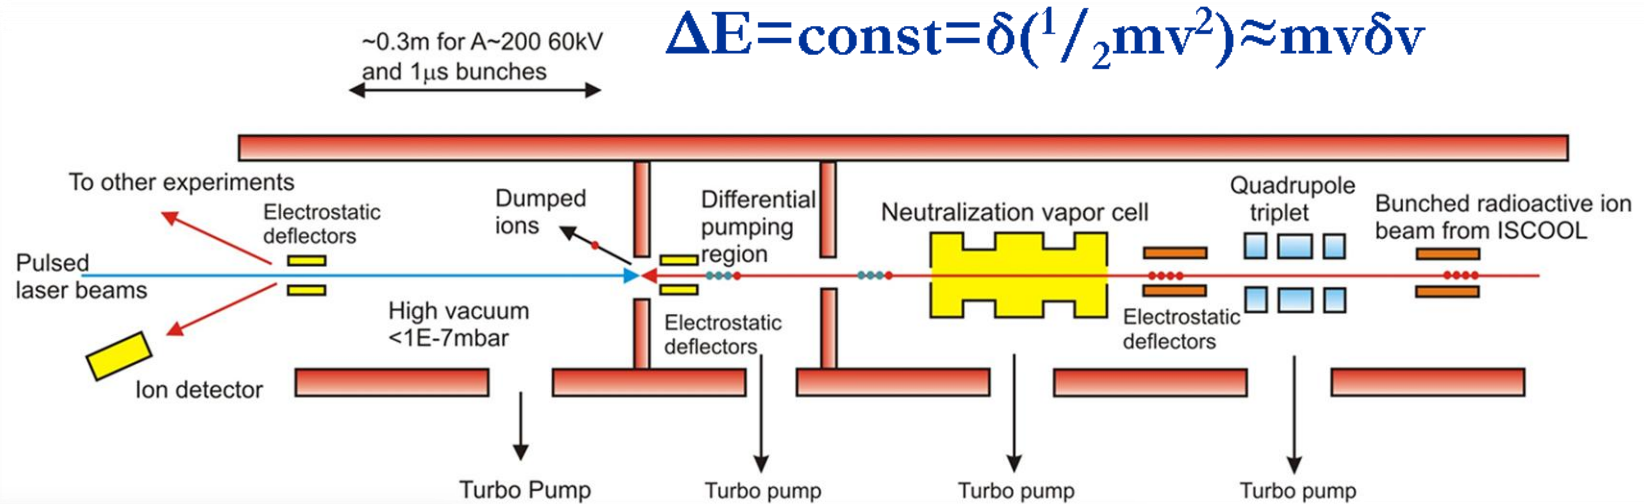 ~0.3m for A~200 60kV
and 1µs bunches
ΔE=const=δ(¹/₂mv²)≈mvδv
To other experiments
Electrostatic
deflectors
Dumped
ions
Differential
pumping
region
Neutralization vapor cell
Quadrupole
triplet
Bunched radioactive ion
beam from ISCOOL
Pulsed
laser beams
High vacuum
<1E-7mbar
Electrostatic
deflectors
Electrostatic
deflectors
Ion detector
Turbo Pump
Turbo pump
Turbo pump
Turbo pump